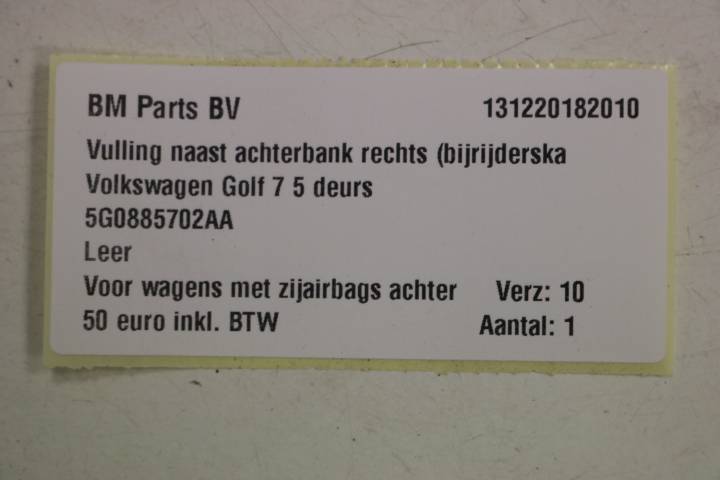 BM Parts BV 131220182010
Vulling naast achterbank rechts (bijrijderska
Volkswagen Golf 7 5 deurs
5G0885702AA
Leer
Voor wagens met zijairbags achter Verz: 10
50 euro inkl. BTW Aantal: 1